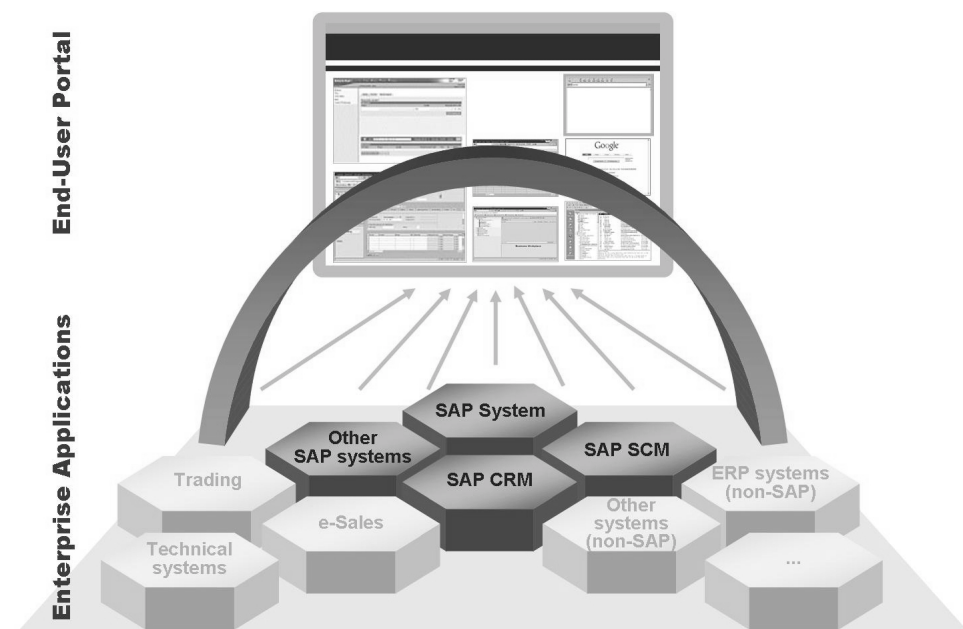 End-User Portal
Google
Enterprise Applications
SAP System
Other
SAP systems
SAP SCM
SAP CRM
Trading
ERP systems
(non-SAP)
e-Sales
Other
systems
(non-SAP)
Technical
systems
...